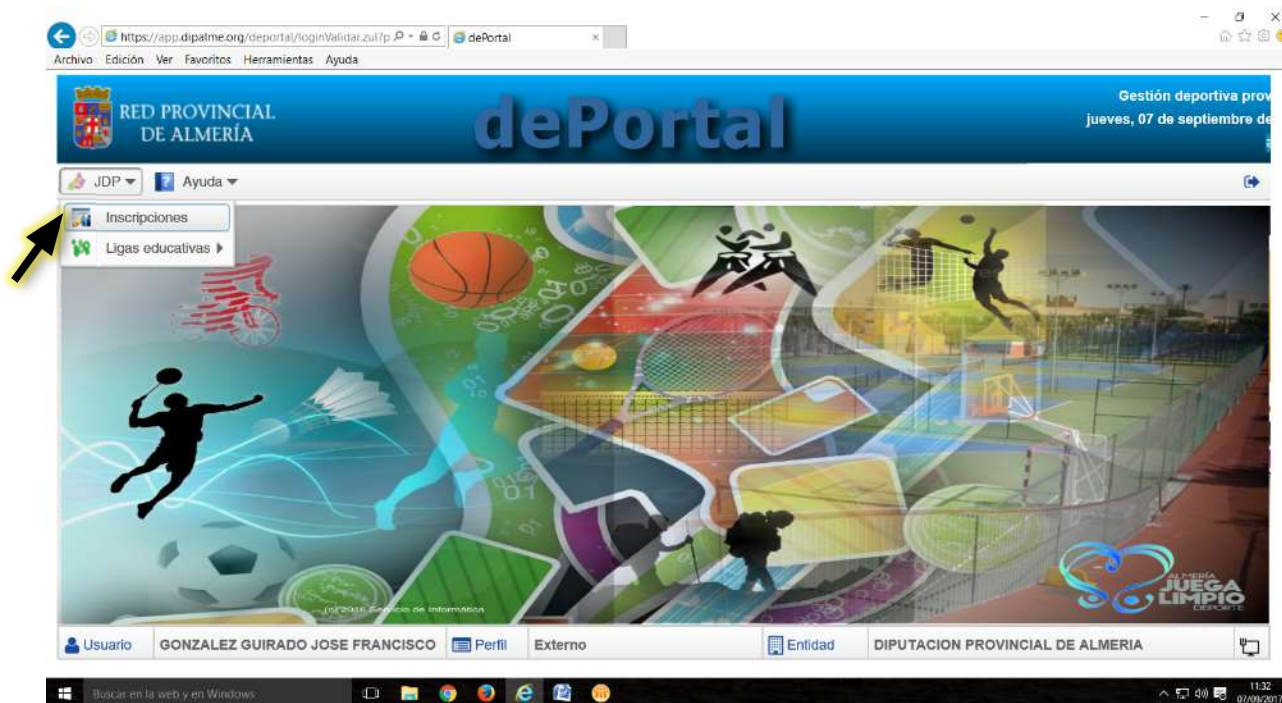 https://app.dipalme.org/deportal/loginValidar.zul?p
dePortal
Archivo Edición Ver Favoritos Herramientas Ayuda
RED PROVINCIAL
DE ALMERÍA
dePortal
Gestión deportiva prov
jueves, 07 de septiembre de
JDP
Ayuda
Inscripciones
Ligas educativas
(c) 2016 Servicio de Informática
ALMERÍA
JUEGA
LIMPIO
DEPORTE
Usuario GONZALEZ GUIRADO JOSE FRANCISCO Perfil Externo Entidad DIPUTACION PROVINCIAL DE ALMERIA
Buscar en la web y en Windows
11:32
07/09/2017